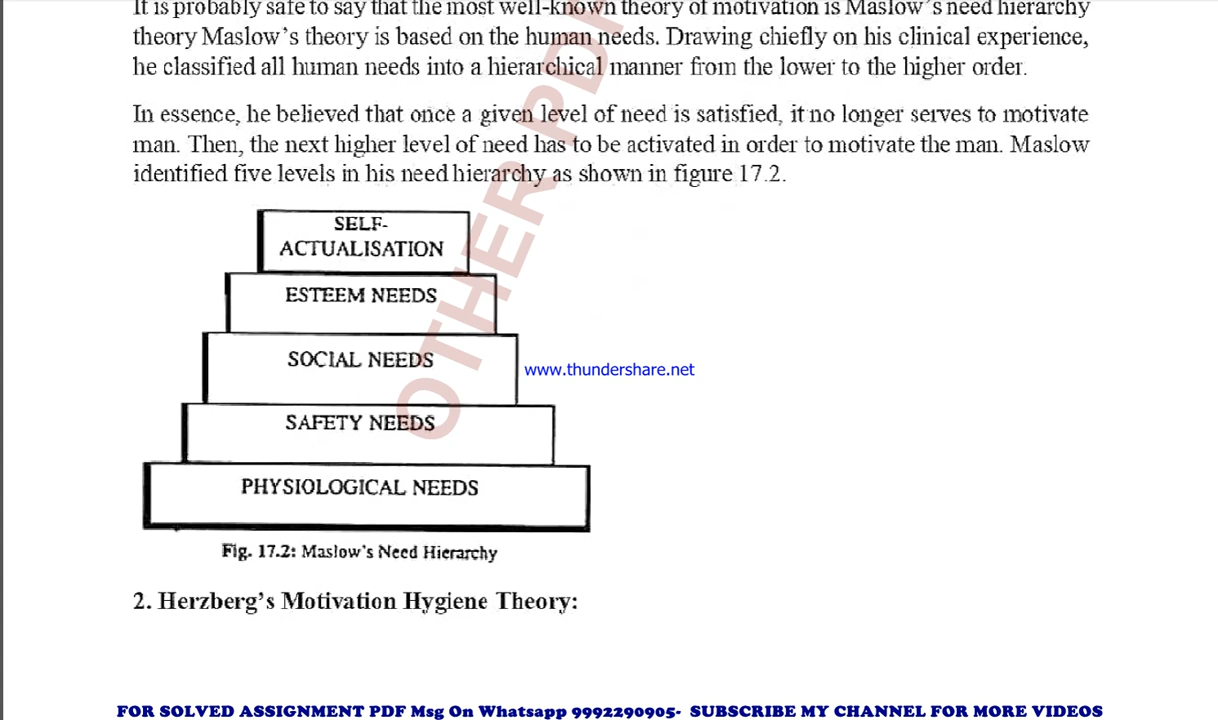 It is probably safe to say that the most well-known theory of motivation is Maslow's need hierarchy
theory Maslow's theory is based on the human needs. Drawing chiefly on his clinical experience,
he classified all human needs into a hierarchical manner from the lower to the higher order.
In essence, he believed that once a given level of need is satisfied, it no longer serves to motivate
man. Then, the next higher level of need has to be activated in order to motivate the man. Maslow
identified five levels in his need hierarchy as shown in figure 17.2.
SELF-
ACTUALISATION
ESTEEM NEEDS
SOCIAL NEEDS
SAFETY NEEDS
PHYSIOLOGICAL NEEDS
Fig. 17.2: Maslow's Need Hierarchy
2. Herzberg's Motivation Hygiene Theory:
OTHER PDF
www.thundershare.net
FOR SOLVED ASSIGNMENT PDF Msg On Whatsapp 9992290905- SUBSCRIBE MY CHANNEL FOR MORE VIDEOS